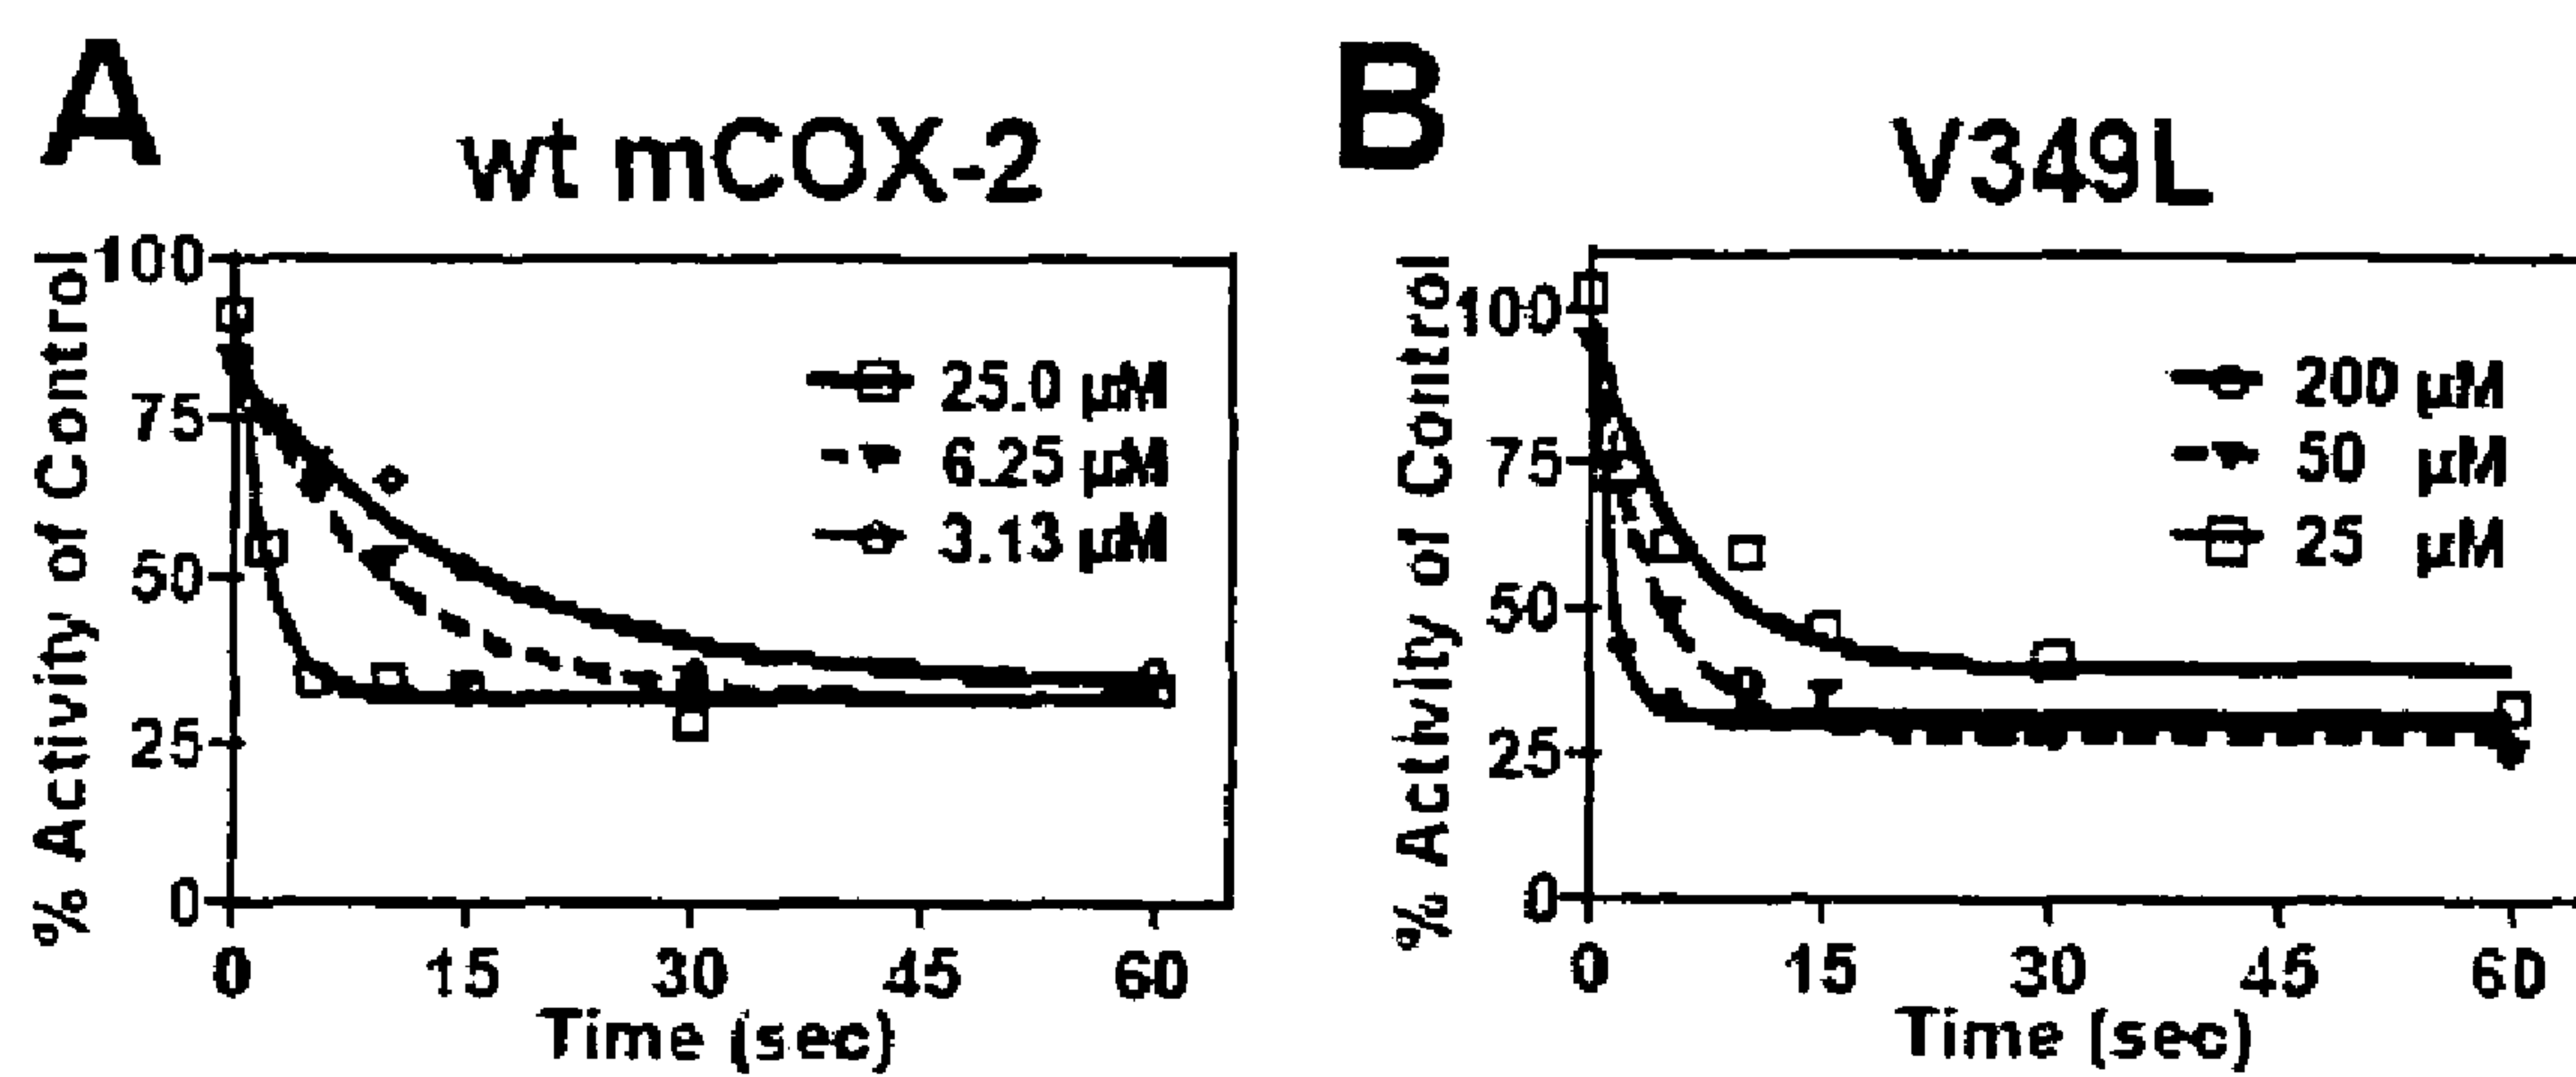 A
wt mCOX-2
% Activity of Control
100
75
50
25
0
25.0 µM
6.25 µM
3.13 µM
0 15 30 45 60
Time (sec)
B
V349L
% Activity of Control
100
75
50
25
0
200 µM
50 µM
25 µM
0 15 30 45 60
Time (sec)